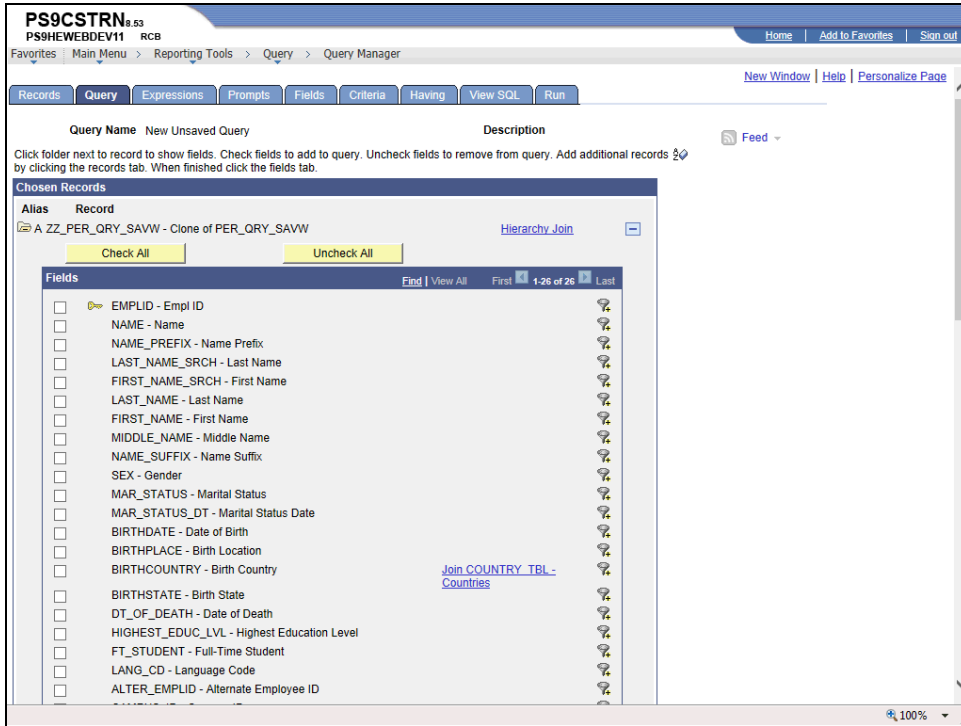 PS9CSTRN8.53
PS9HEWEBDEV11 RCB
Home | Add to Favorites | Sign out
Favorites Main Menu > Reporting Tools > Query > Query Manager
New Window | Help | Personalize Page
Records Query Expressions Prompts Fields Criteria Having View SQL Run
Query Name New Unsaved Query Description
Feed
Click folder next to record to show fields. Check fields to add to query. Uncheck fields to remove from query. Add additional records
by clicking the records tab. When finished click the fields tab.
Chosen Records
Alias Record
A ZZ_PER_QRY_SAVW - Clone of PER_QRY_SAVW Hierarchy Join
Check All Uncheck All
Fields Find | View All First 1-26 of 26 Last
EMPLID - Empl ID
NAME - Name
NAME_PREFIX - Name Prefix
LAST_NAME_SRCH - Last Name
FIRST_NAME_SRCH - First Name
LAST_NAME - Last Name
FIRST_NAME - First Name
MIDDLE_NAME - Middle Name
NAME_SUFFIX - Name Suffix
SEX - Gender
MAR_STATUS - Marital Status
MAR_STATUS_DT - Marital Status Date
BIRTHDATE - Date of Birth
BIRTHPLACE - Birth Location
BIRTHCOUNTRY - Birth Country Join COUNTRY_TBL -
Countries
BIRTHSTATE - Birth State
DT_OF_DEATH - Date of Death
HIGHEST_EDUC_LVL - Highest Education Level
FT_STUDENT - Full-Time Student
LANG_CD - Language Code
ALTER_EMPLID - Alternate Employee ID
100%